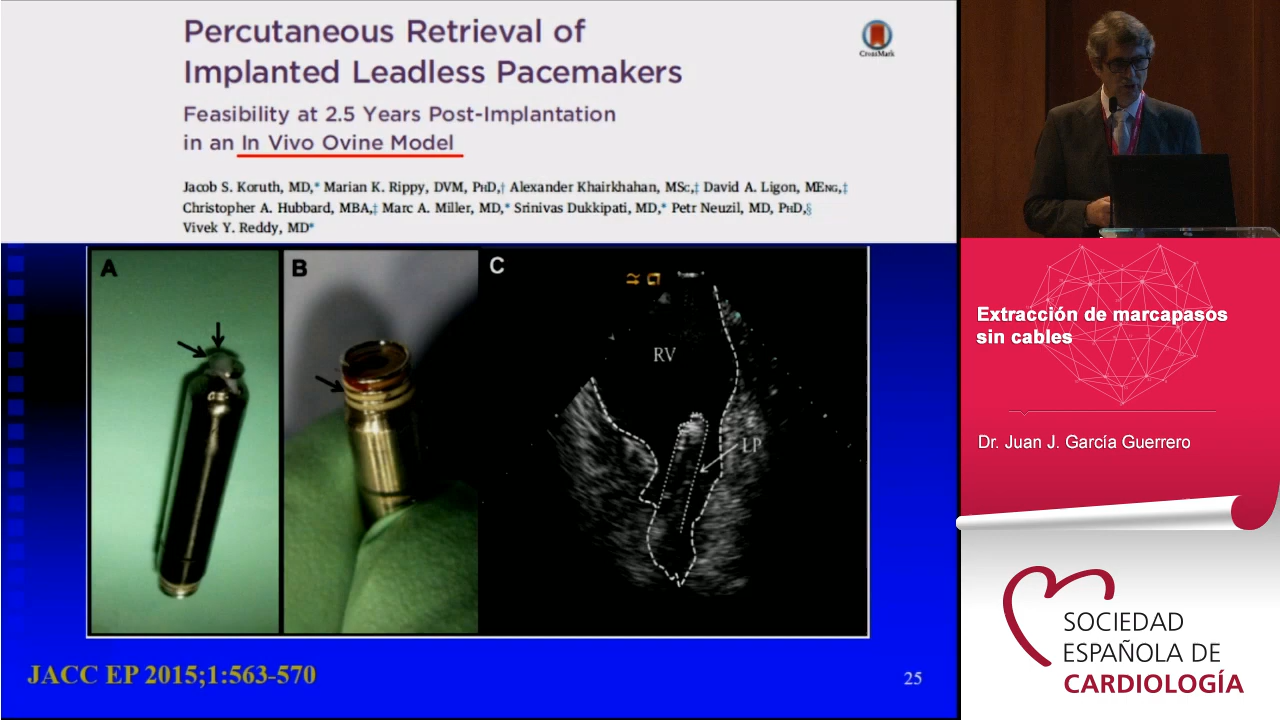 Percutaneous Retrieval of
Implanted Leadless Pacemakers
CrossMark
Feasibility at 2.5 Years Post-Implantation
in an In Vivo Ovine Model
Jacob S. Koruth, MD,* Marian K. Rippy, DVM, PhD,† Alexander Khairkhahan, MSc,‡ David A. Ligon, MEng,‡
Christopher A. Hubbard, MBA,‡ Marc A. Miller, MD,* Srinivas Dukkipati, MD,* Petr Neuzil, MD, PhD,§
Vivek Y. Reddy, MD*
A
B
C
RV
LP
JACC EP 2015;1:563-570
25
Extracción de marcapasos
sin cables
Dr. Juan J. García Guerrero
SOCIEDAD
ESPAÑOLA DE
CARDIOLOGÍA